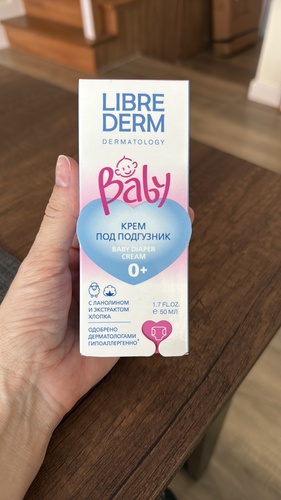 LIBRE
DERM
DERMATOLOGY
Baby
КРЕМ
ПОД ПОДГУЗНИК
BABY DIAPER
CREAM
0+
С ЛАНОЛИНОМ
И ЭКСТРАКТОМ
ХЛОПКА
1.7 FL.OZ.
℮ 50 МЛ
ОДОБРЕНО
ДЕРМАТОЛОГАМИ
ГИПОАЛЛЕРГЕННО*